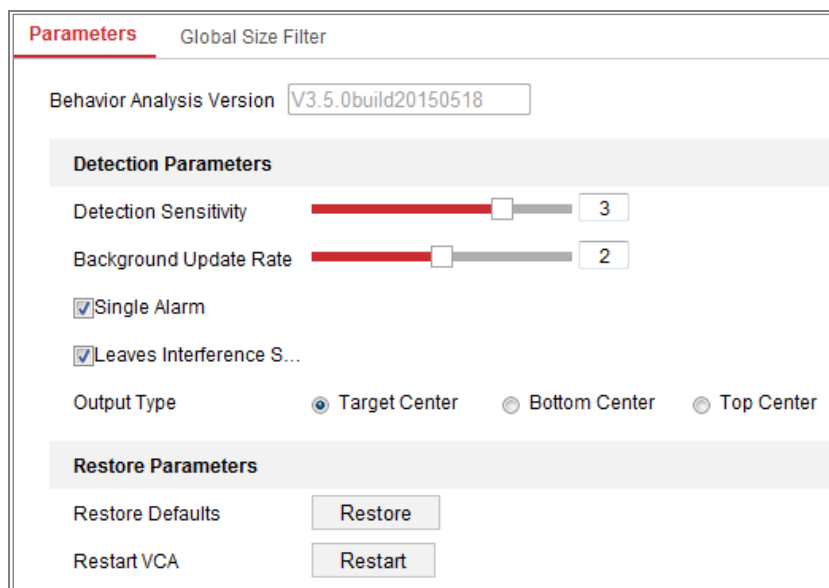 Parameters Global Size Filter
Behavior Analysis Version V3.5.0build20150518
Detection Parameters
Detection Sensitivity 3
Background Update Rate 2
Single Alarm
Leaves Interference S...
Output Type Target Center Bottom Center Top Center
Restore Parameters
Restore Defaults Restore
Restart VCA Restart